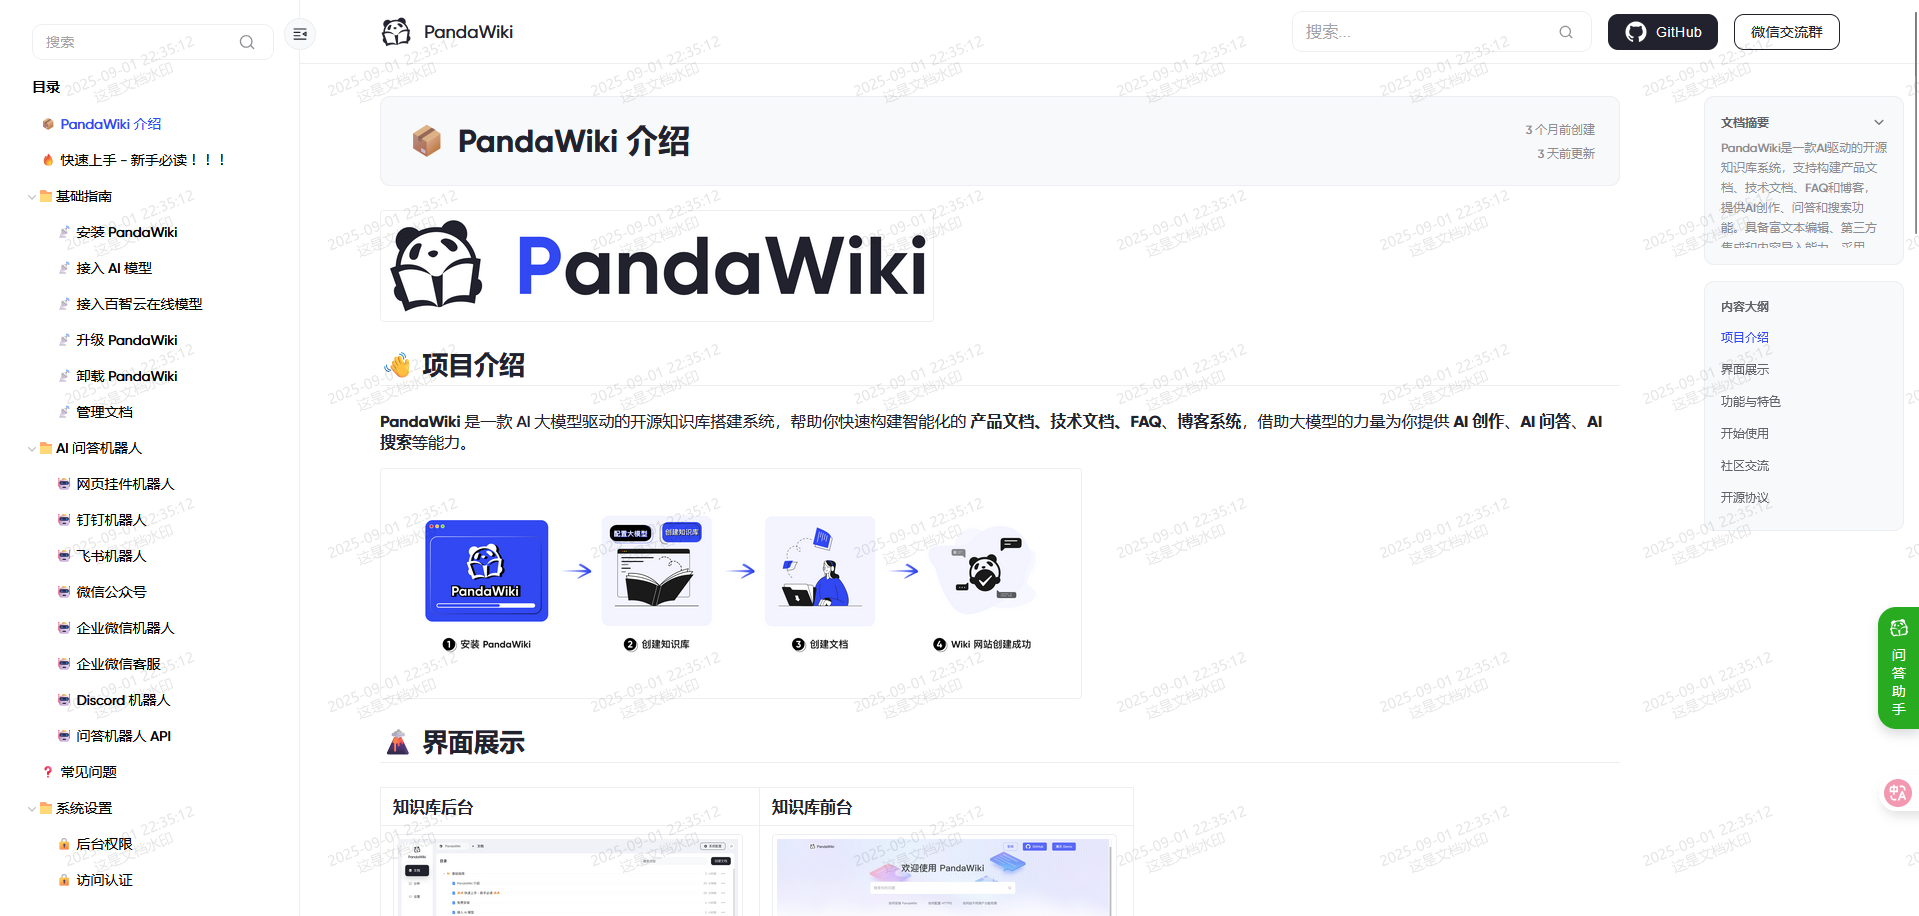 搜索
目录
PandaWiki 介绍
快速上手 - 新手必读！！！
基础指南
安装 PandaWiki
接入 AI 模型
接入百智云在线模型
升级 PandaWiki
卸载 PandaWiki
管理文档
AI 问答机器人
网页挂件机器人
钉钉机器人
飞书机器人
微信公众号
企业微信机器人
企业微信客服
Discord 机器人
问答机器人 API
常见问题
系统设置
后台权限
访问认证
PandaWiki
搜索...
GitHub
微信交流群
PandaWiki 介绍
3 个月前创建
3 天前更新
PandaWiki
项目介绍
PandaWiki 是一款 AI 大模型驱动的开源知识库搭建系统，帮助你快速构建智能化的 产品文档、技术文档、FAQ、博客系统，借助大模型的力量为你提供 AI 创作、AI 问答、AI
搜索等能力。
PandaWiki
配置大模型
创建知识库
1 安装 PandaWiki
2 创建知识库
3 创建文档
4 Wiki 网站创建成功
界面展示
知识库后台
知识库前台
欢迎使用 PandaWiki
文档摘要
PandaWiki是一款AI驱动的开源
知识库系统，支持构建产品文
档、技术文档、FAQ和博客，
提供AI创作、问答和搜索功
能。具备富文本编辑、第三方
集成和内容导入能力，采用
内容大纲
项目介绍
界面展示
功能与特色
开始使用
社区交流
开源协议
问答助手
2025-09-01 22:35:12
这是文档水印